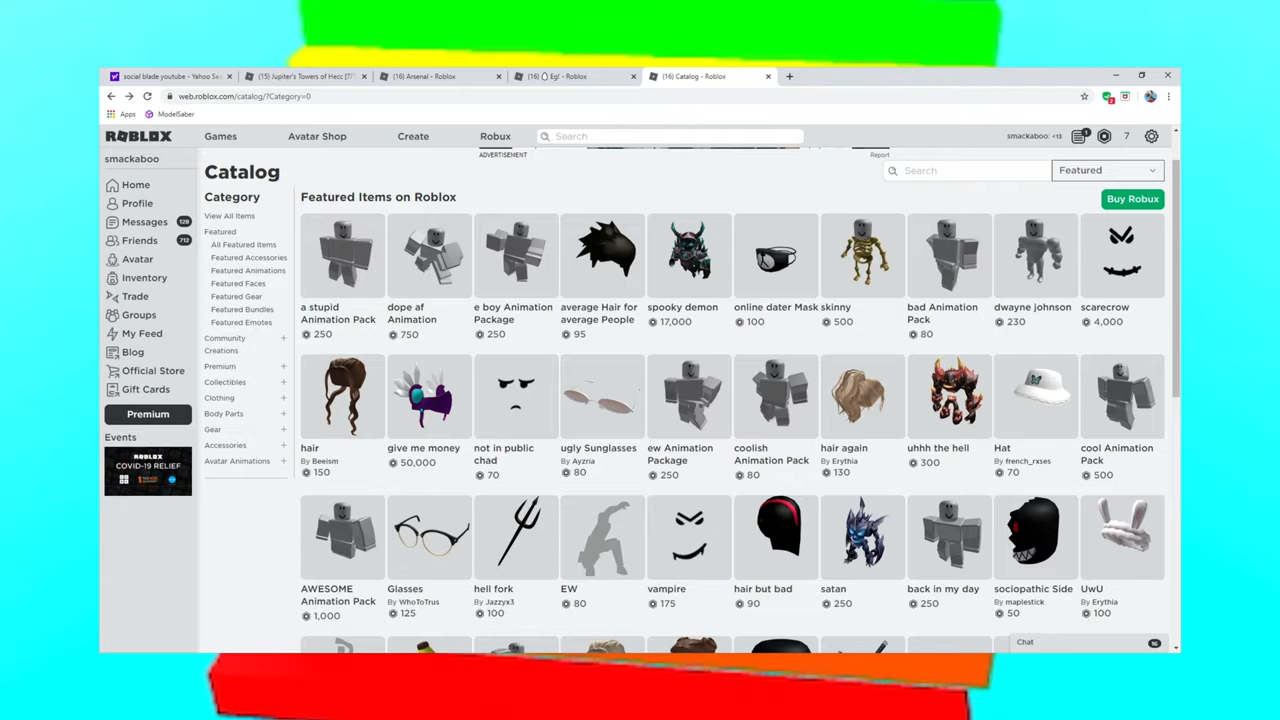 social blade youtube - Yahoo Se
(15) Jupiter's Towers of Hecc [
(16) Arsenal - Roblox
(16) Eg! - Roblox
(16) Catalog - Roblox
web.roblox.com/catalog/?Category=0
Apps
ModelSaber
ROBLOX
Games
Avatar Shop
Create
Robux
Search
smackaboo: <13
1
7
smackaboo
ADVERTISEMENT
Report
Catalog
Search
Featured
Home
Profile
Messages 128
Friends 712
Avatar
Inventory
Trade
Groups
My Feed
Blog
Official Store
Gift Cards
Premium
Events
ROBLOX
COVID-19 RELIEF
Category
View All Items
Featured
All Featured Items
Featured Accessories
Featured Animations
Featured Faces
Featured Gear
Featured Bundles
Featured Emotes
Community +
Creations
Premium +
Collectibles +
Clothing +
Body Parts +
Gear +
Accessories +
Avatar Animations +
Featured Items on Roblox
Buy Robux
a stupid
Animation Pack
250
dope af
Animation
750
e boy Animation
Package
250
average Hair for
average People
95
spooky demon
17,000
online dater Mask
100
skinny
500
bad Animation
Pack
80
dwayne johnson
230
scarecrow
4,000
hair
By Beeism
150
give me money
50,000
not in public
chad
70
ugly Sunglasses
By Ayzria
80
ew Animation
Package
250
coolish
Animation Pack
80
hair again
By Erythia
130
uhhh the hell
300
Hat
By french_rxses
70
cool Animation
Pack
500
AWESOME
Animation Pack
1,000
Glasses
By WhoToTrus
125
hell fork
By Jazzyx3
100
EW
80
vampire
175
hair but bad
90
satan
250
back in my day
250
sociopathic Side
By maplestick
50
UwU
By Erythia
100
Chat